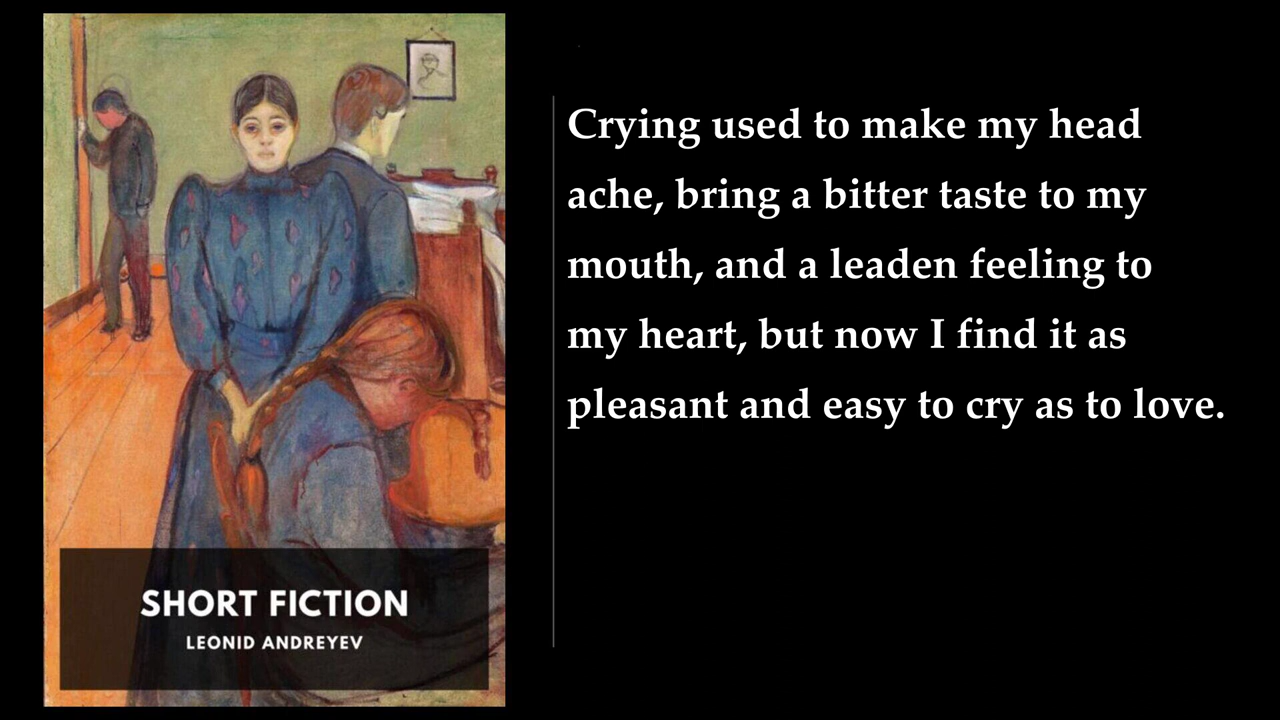 SHORT FICTION
LEONID ANDREYEV
Crying used to make my head
ache, bring a bitter taste to my
mouth, and a leaden feeling to
my heart, but now I find it as
pleasant and easy to cry as to love.